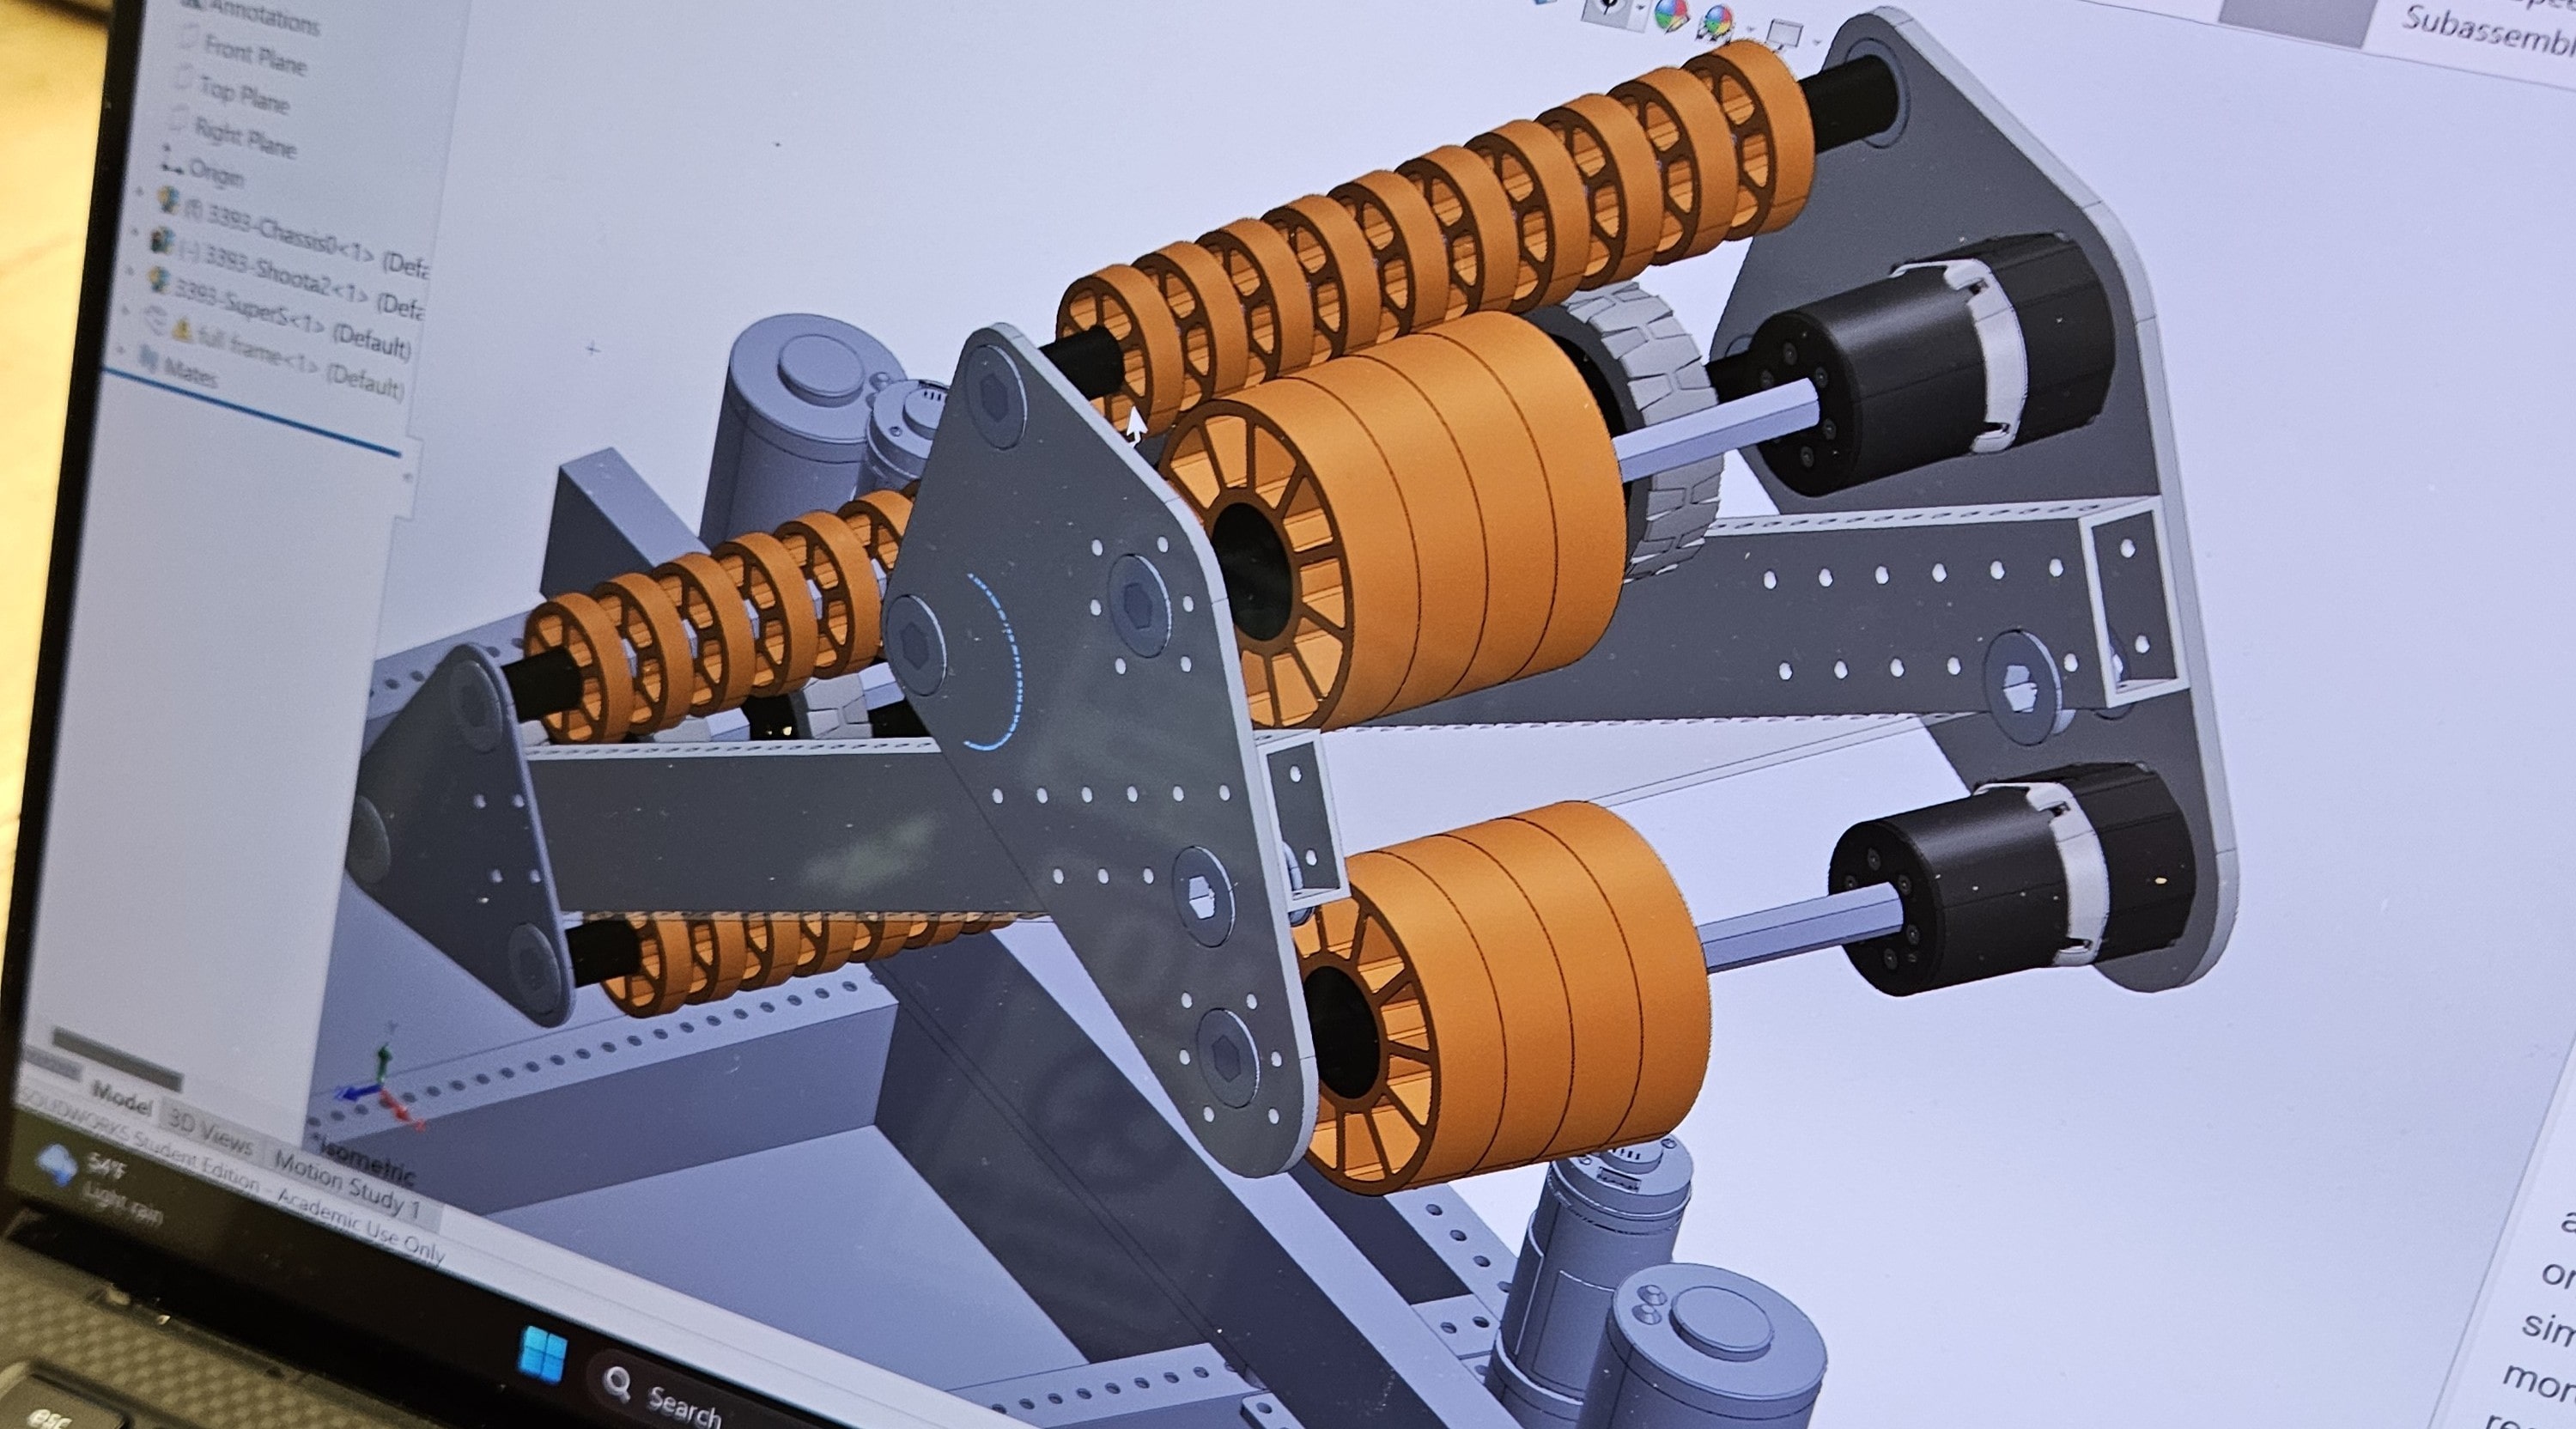 Annotations
Front Plane
Top Plane
Right Plane
Origin
(f) 3393-Chassis0<1> (Defa
(-) 3393-Shoota2<1> (Defa
3393-SuperS<1> (Default)
full frame<1> (Default)
Mates
Subassembl
*Isometric
Model
3D Views
Motion Study 1
SOLIDWORKS Student Edition - Academic Use Only
54°F
Light rain
Search
esc
or
sim
mor